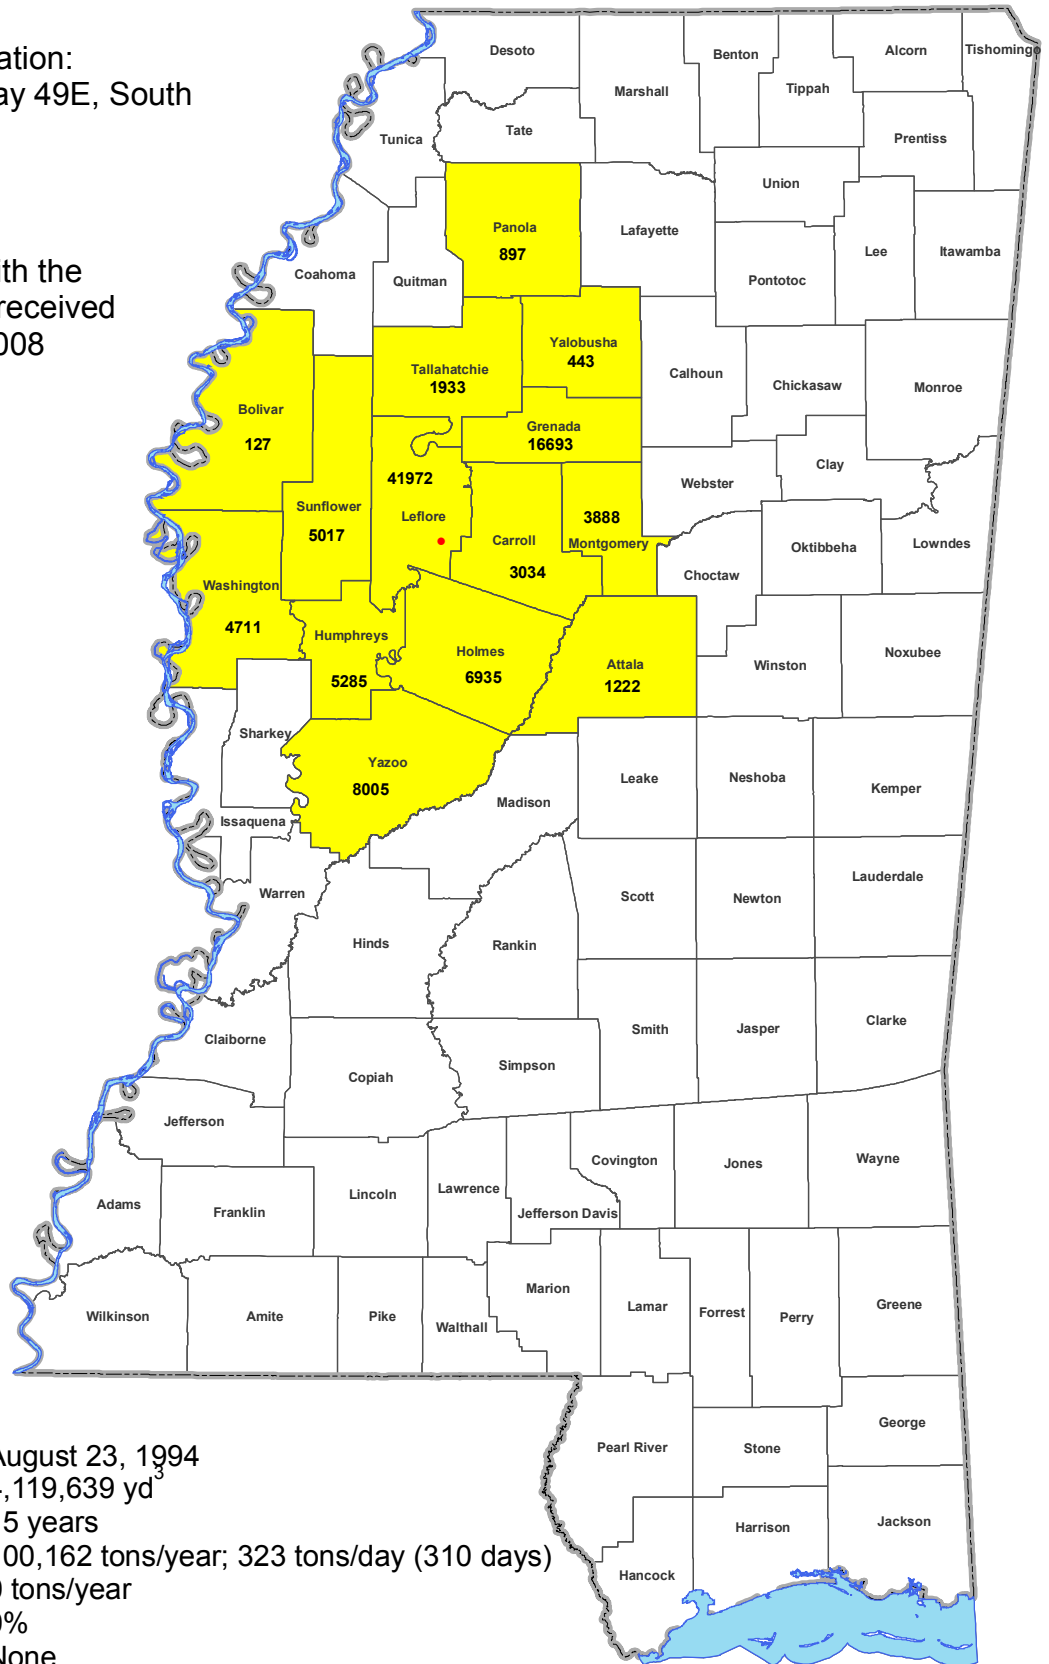 ation:
ay 49E, South
ith the
received
008
Desoto
Marshall
Benton
Tippah
Alcorn
Tishomingo
Tunica
Tate
Prentiss
Union
Panola
897
Lafayette
Lee
Itawamba
Coahoma
Quitman
Pontotoc
Yalobusha
443
Tallahatchie
1933
Calhoun
Chickasaw
Monroe
Bolivar
127
Grenada
16693
Clay
Webster
41972
Leflore
Sunflower
5017
3888
Montgomery
Carroll
3034
Oktibbeha
Lowndes
Choctaw
Washington
4711
Humphreys
5285
Holmes
6935
Attala
1222
Winston
Noxubee
Sharkey
Yazoo
8005
Leake
Neshoba
Kemper
Madison
Issaquena
Warren
Scott
Newton
Lauderdale
Hinds
Rankin
Claiborne
Smith
Jasper
Clarke
Copiah
Simpson
Jefferson
Covington
Jones
Wayne
Adams
Franklin
Lincoln
Lawrence
Jefferson Davis
Wilkinson
Amite
Pike
Walthall
Marion
Lamar
Forrest
Perry
Greene
Pearl River
Stone
George
Harrison
Jackson
Hancock
August 23, 1994
,119,639 yd³
5 years
00,162 tons/year; 323 tons/day (310 days)
0 tons/year
0%
None